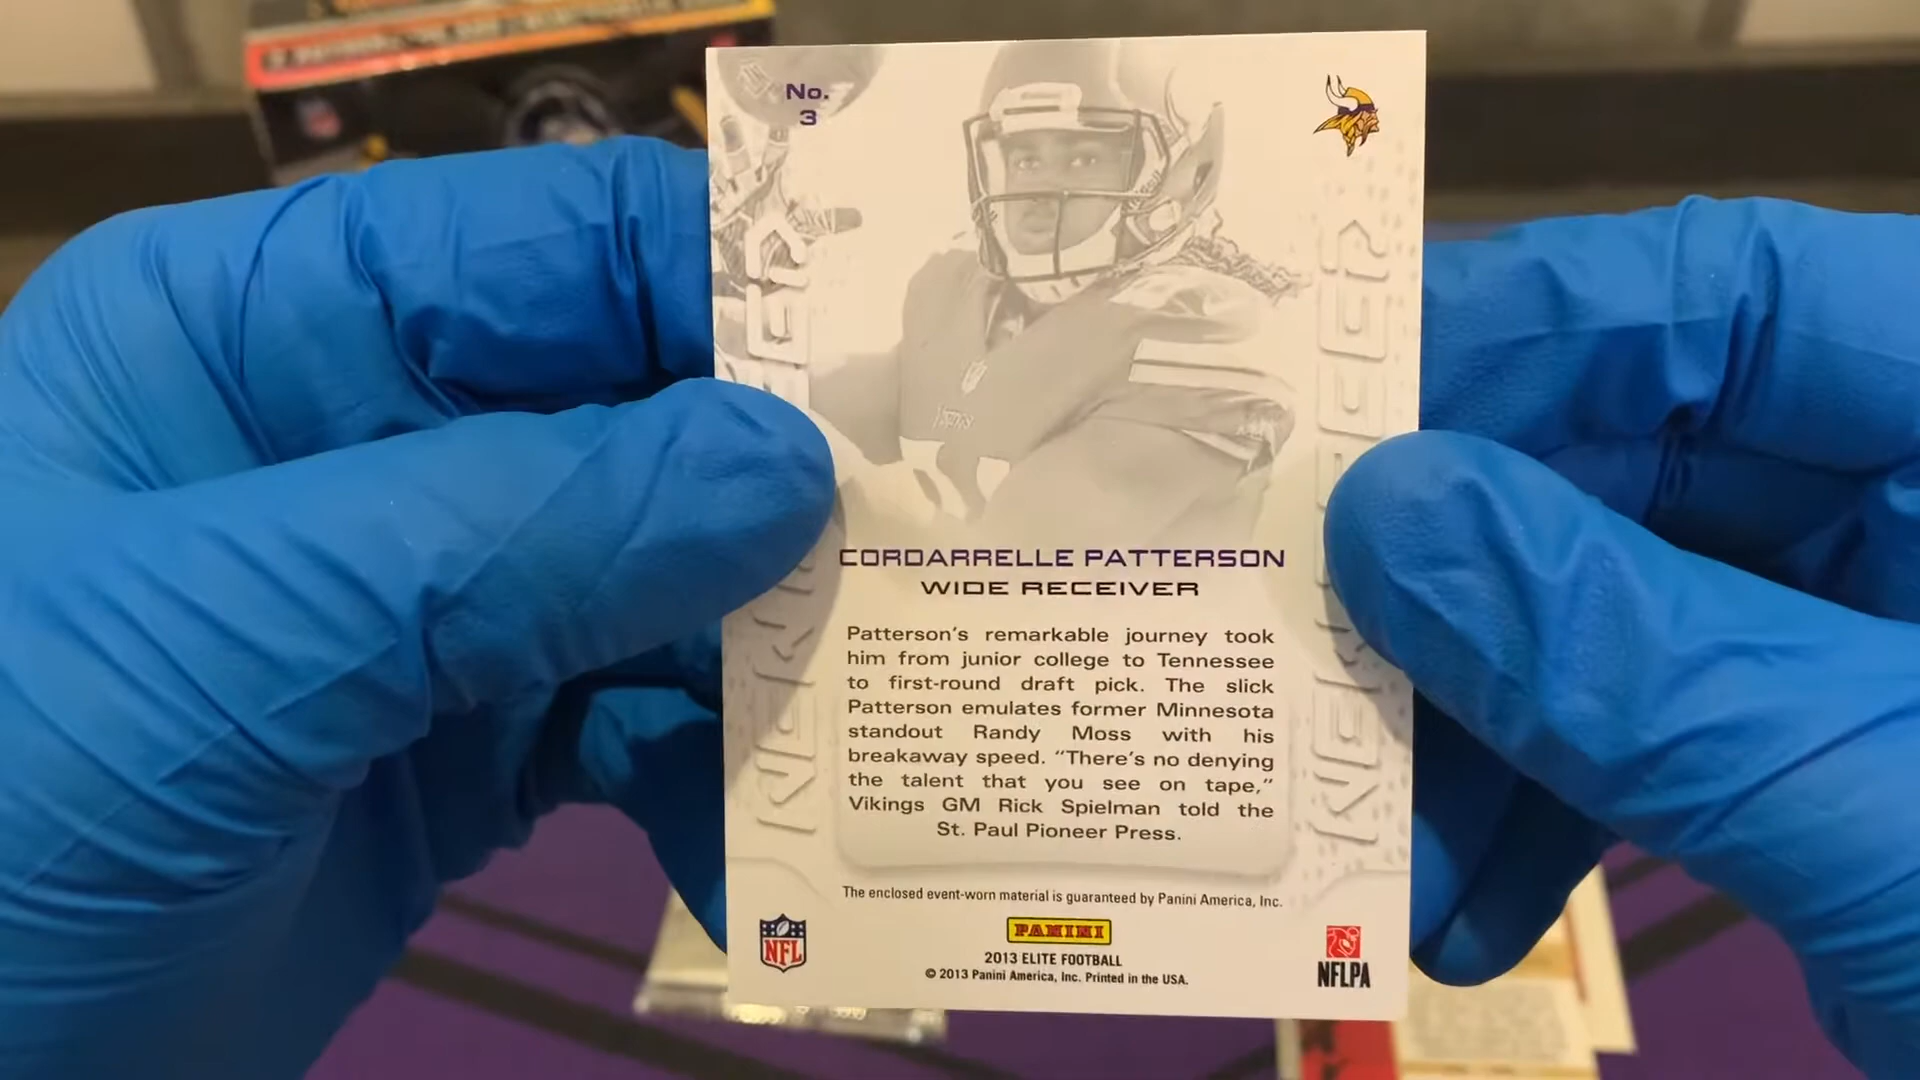 No.
3
CORDARRELLE PATTERSON
WIDE RECEIVER
Patterson's remarkable journey took
him from junior college to Tennessee
to first-round draft pick. The slick
Patterson emulates former Minnesota
standout Randy Moss with his
breakaway speed. “There's no denying
the talent that you see on tape,”
Vikings GM Rick Spielman told the
St. Paul Pioneer Press.
The enclosed event-worn material is guaranteed by Panini America, Inc.
NFL
PANINI
2013 ELITE FOOTBALL
© 2013 Panini America, Inc. Printed in the USA.
NFLPA